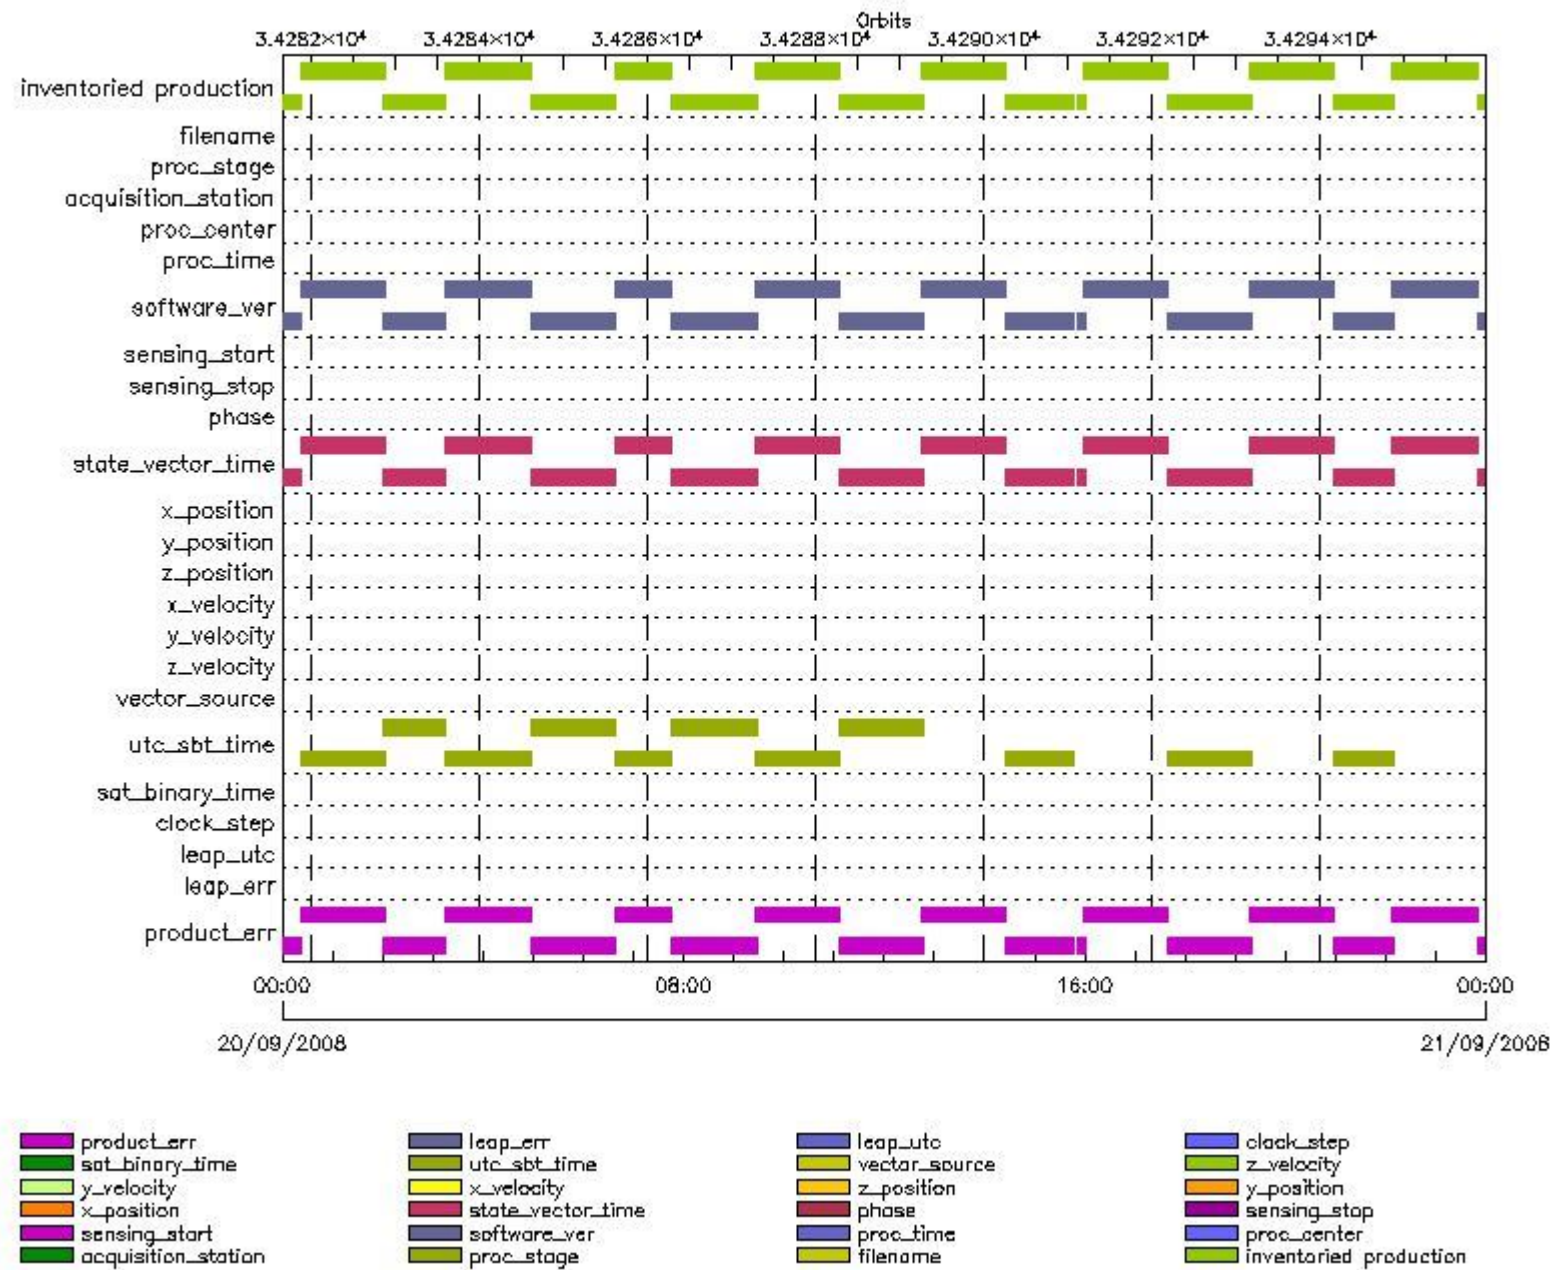 Orbits
3.4282×10⁴ 3.4284×10⁴ 3.4286×10⁴ 3.4288×10⁴ 3.4290×10⁴ 3.4292×10⁴ 3.4294×10⁴
inventoried production
filename
proc_stage
acquisition_station
proc_center
proc_time
software_ver
sensing_start
sensing_stop
phase
state_vector_time
x_position
y_position
z_position
x_velocity
y_velocity
z_velocity
vector_source
utc_sbt_time
sat_binary_time
clock_step
leap_utc
leap_err
product_err
00:00 08:00 16:00 00:00
20/09/2008 21/09/2008
product_err leap_err leap_utc clock_step
sat_binary_time utc_sbt_time vector_source z_velocity
y_velocity x_velocity z_position y_position
x_position state_vector_time phase sensing_stop
sensing_start software_ver proc_time proc_center
acquisition_station proc_stage filename inventoried production